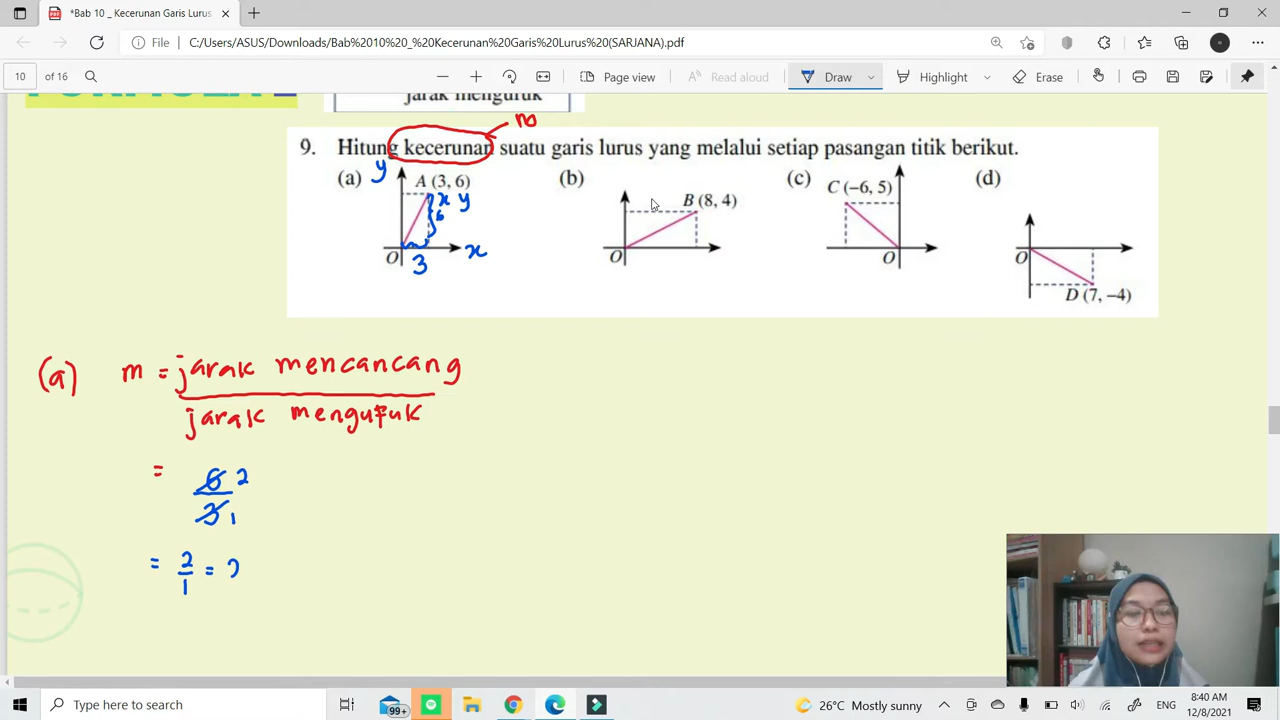 *Bab 10 _ Kecerunan Garis Lurus
File C:/Users/ASUS/Downloads/Bab%2010%20_%20Kecerunan%20Garis%20Lurus%20(SARJANA).pdf
10 of 16 Page view Read aloud Draw Highlight Erase
jarak mengufuk
m
9. Hitung kecerunan suatu garis lurus yang melalui setiap pasangan titik berikut.
(a) y A (3, 6) x y 6 O 3 x
(b) B (8, 4) O
(c) C (−6, 5) O
(d) O D (7, −4)
(a) m = jarak mencancang
jarak mengufuk
= 6 2
3 1
= 2 = 2
1
Type here to search 99+ 26°C Mostly sunny ENG 8:40 AM
12/8/2021